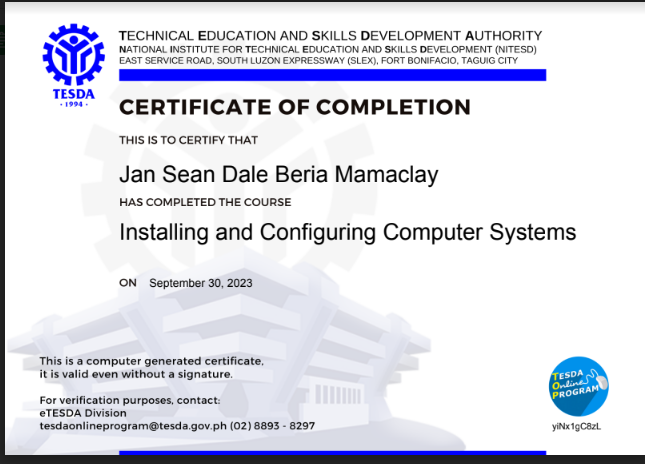 TECHNICAL EDUCATION AND SKILLS DEVELOPMENT AUTHORITY
NATIONAL INSTITUTE FOR TECHNICAL EDUCATION AND SKILLS DEVELOPMENT (NITESD)
EAST SERVICE ROAD, SOUTH LUZON EXPRESSWAY (SLEX), FORT BONIFACIO, TAGUIG CITY
TESDA
· 1994 ·
CERTIFICATE OF COMPLETION
THIS IS TO CERTIFY THAT
Jan Sean Dale Beria Mamaclay
HAS COMPLETED THE COURSE
Installing and Configuring Computer Systems
ON September 30, 2023
This is a computer generated certificate,
it is valid even without a signature.
For verification purposes, contact:
eTESDA Division
tesdaonlineprogram@tesda.gov.ph (02) 8893 - 8297
TESDA
Online
PROGRAM
yiNx1gC8zL